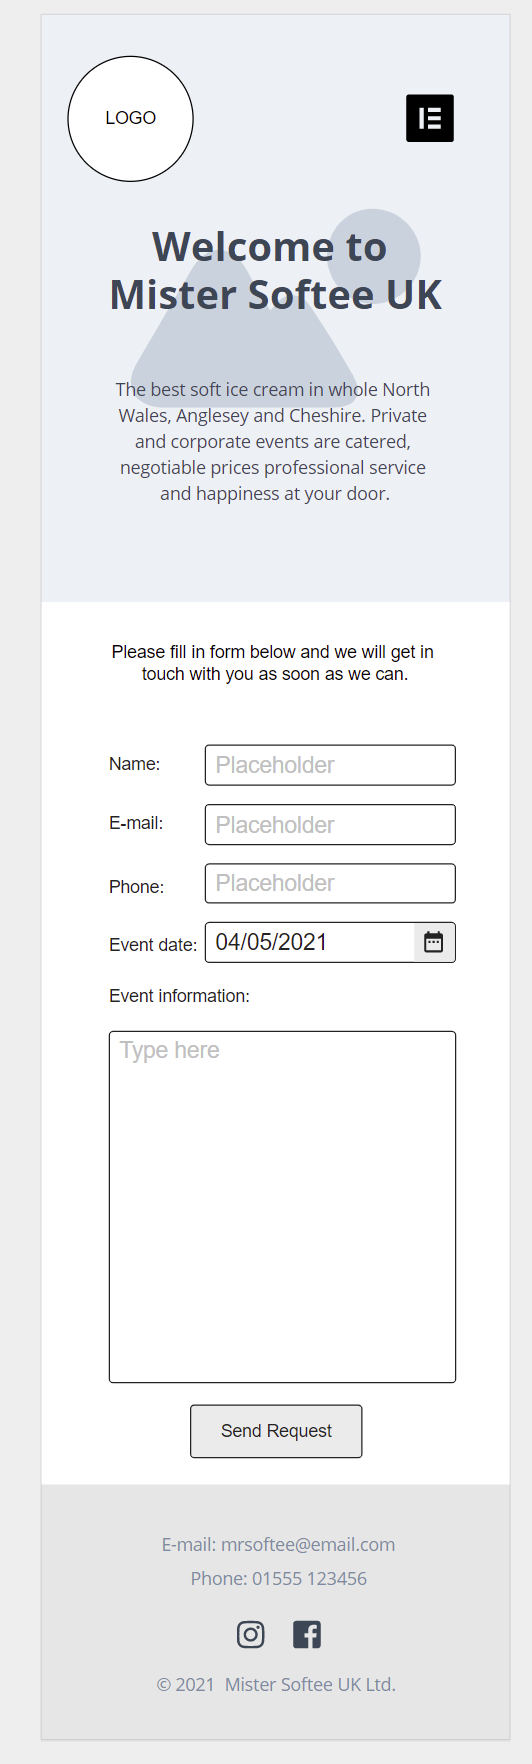 LOGO
Welcome to
Mister Softee UK
The best soft ice cream in whole North
Wales, Anglesey and Cheshire. Private
and corporate events are catered,
negotiable prices professional service
and happiness at your door.
Please fill in form below and we will get in
touch with you as soon as we can.
Name: Placeholder
E-mail: Placeholder
Phone: Placeholder
Event date: 04/05/2021
Event information:
Type here
Send Request
E-mail: mrsoftee@email.com
Phone: 01555 123456
© 2021 Mister Softee UK Ltd.